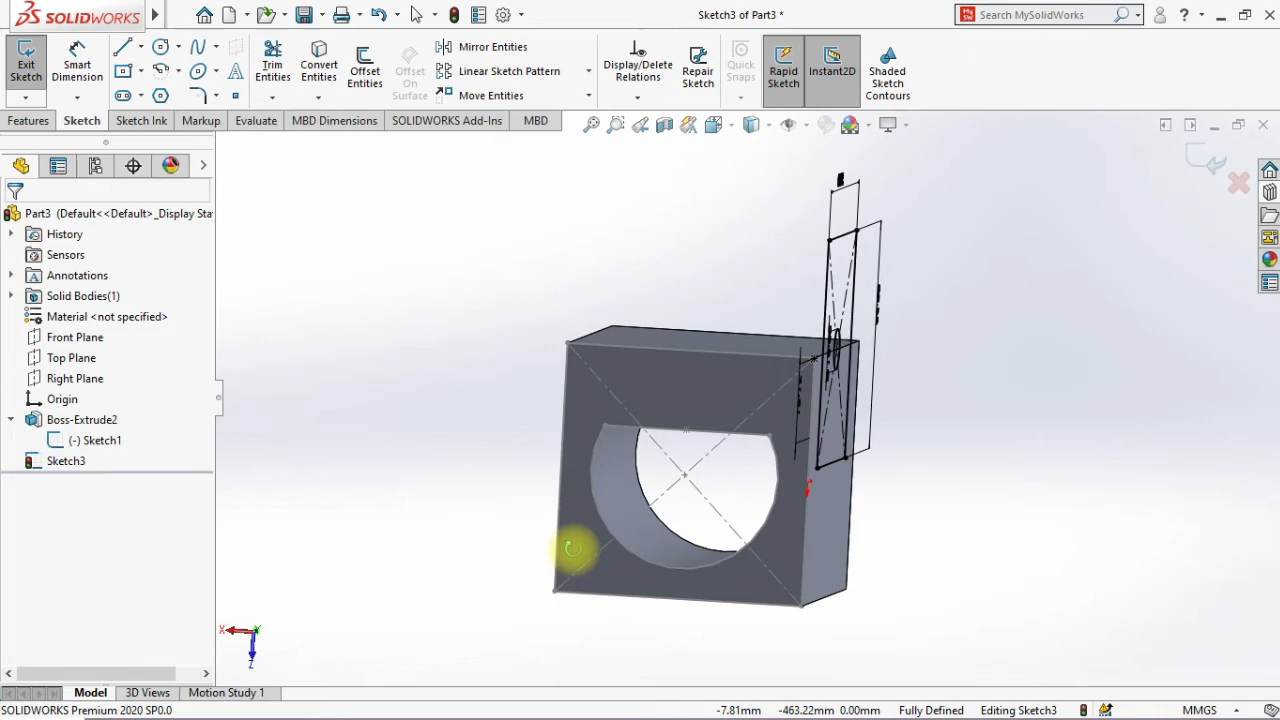 SOLIDWORKS
Sketch3 of Part3 *
Search MySolidWorks
Exit Sketch
Smart Dimension
Trim Entities
Convert Entities
Offset Entities
Offset On Surface
Mirror Entities
Linear Sketch Pattern
Move Entities
Display/Delete Relations
Repair Sketch
Quick Snaps
Rapid Sketch
Instant2D
Shaded Sketch Contours
Features
Sketch
Sketch Ink
Markup
Evaluate
MBD Dimensions
SOLIDWORKS Add-Ins
MBD
Part3 (Default<<Default>_Display Sta
History
Sensors
Annotations
Solid Bodies(1)
Material <not specified>
Front Plane
Top Plane
Right Plane
Origin
Boss-Extrude2
(-) Sketch1
Sketch3
X
Y
Z
Model
3D Views
Motion Study 1
SOLIDWORKS Premium 2020 SP0.0
-7.81mm
-463.22mm
0.00mm
Fully Defined
Editing Sketch3
MMGS